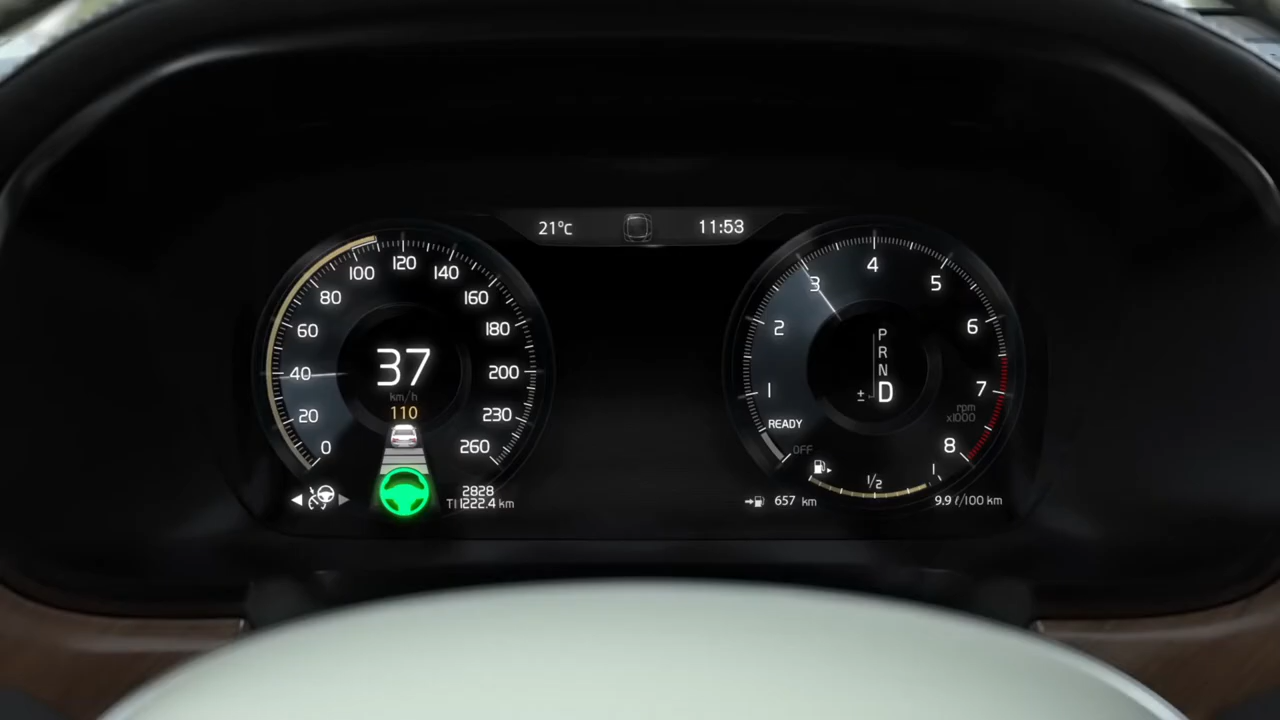 21°C
11:53
0
20
40
60
80
100
120
140
160
180
200
230
260
37
km/h
110
2828
T1 1222.4 km
1
2
3
4
5
6
7
8
rpm
x1000
P
R
N
± D
READY
OFF
1/2
1
657 km
9.9 ℓ/100 km